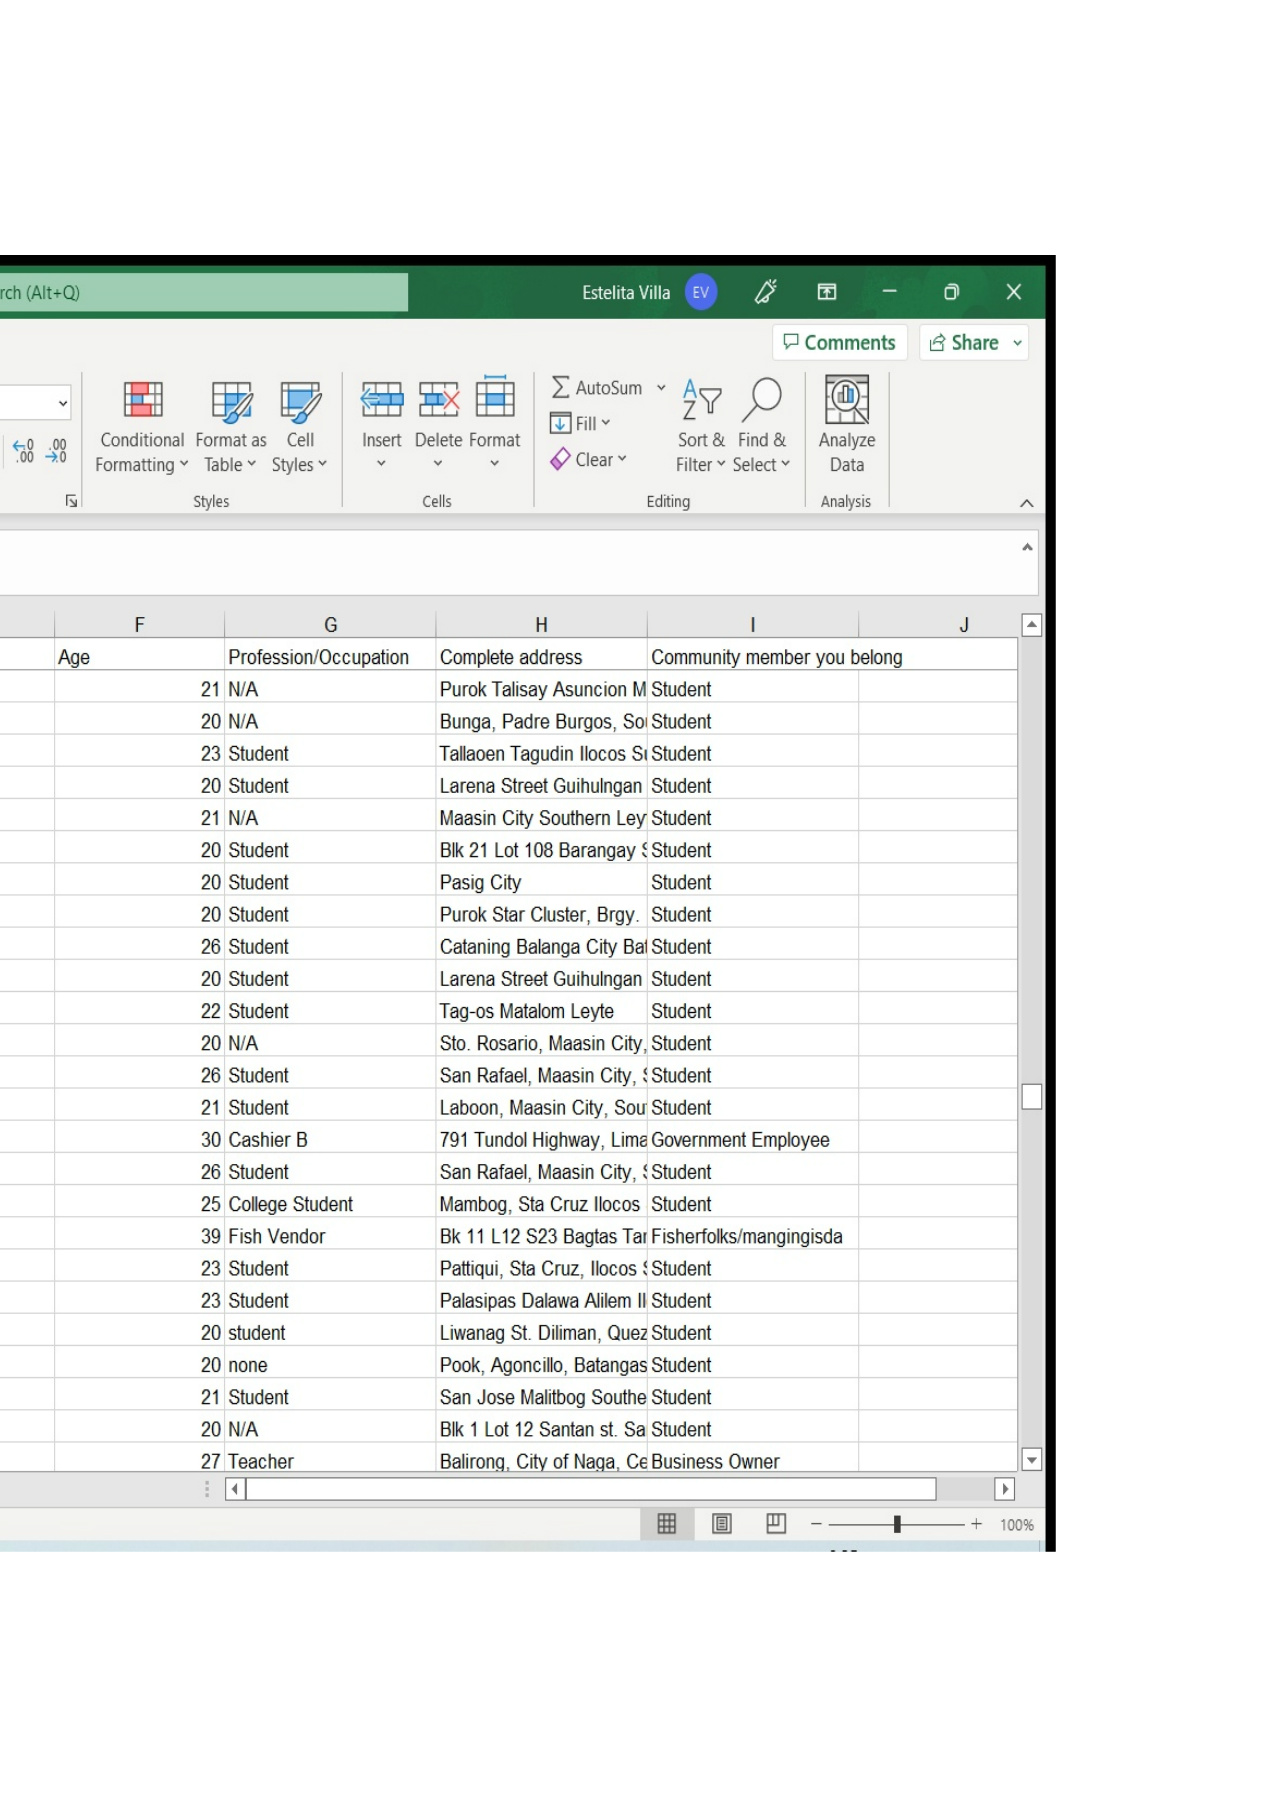 rch (Alt+Q) Estelita Villa EV
Comments Share
Conditional Formatting Format as Table Cell Styles Insert Delete Format AutoSum Fill Clear Sort & Filter Find & Select Analyze Data
Styles Cells Editing Analysis
F G H I J
Age Profession/Occupation Complete address Community member you belong
21 N/A Purok Talisay Asuncion M Student
20 N/A Bunga, Padre Burgos, So Student
23 Student Tallaoen Tagudin Ilocos S Student
20 Student Larena Street Guihulngan Student
21 N/A Maasin City Southern Ley Student
20 Student Blk 21 Lot 108 Barangay Student
20 Student Pasig City Student
20 Student Purok Star Cluster, Brgy. Student
26 Student Cataning Balanga City Ba Student
20 Student Larena Street Guihulngan Student
22 Student Tag-os Matalom Leyte Student
20 N/A Sto. Rosario, Maasin City, Student
26 Student San Rafael, Maasin City, Student
21 Student Laboon, Maasin City, Sou Student
30 Cashier B 791 Tundol Highway, Lima Government Employee
26 Student San Rafael, Maasin City, Student
25 College Student Mambog, Sta Cruz Ilocos Student
39 Fish Vendor Bk 11 L12 S23 Bagtas Tan Fisherfolks/mangingisda
23 Student Pattiqui, Sta Cruz, Ilocos Student
23 Student Palasipas Dalawa Alilem Il Student
20 student Liwanag St. Diliman, Quez Student
20 none Pook, Agoncillo, Batangas Student
21 Student San Jose Malitbog Southe Student
20 N/A Blk 1 Lot 12 Santan st. Sa Student
27 Teacher Balirong, City of Naga, Ce Business Owner
100%